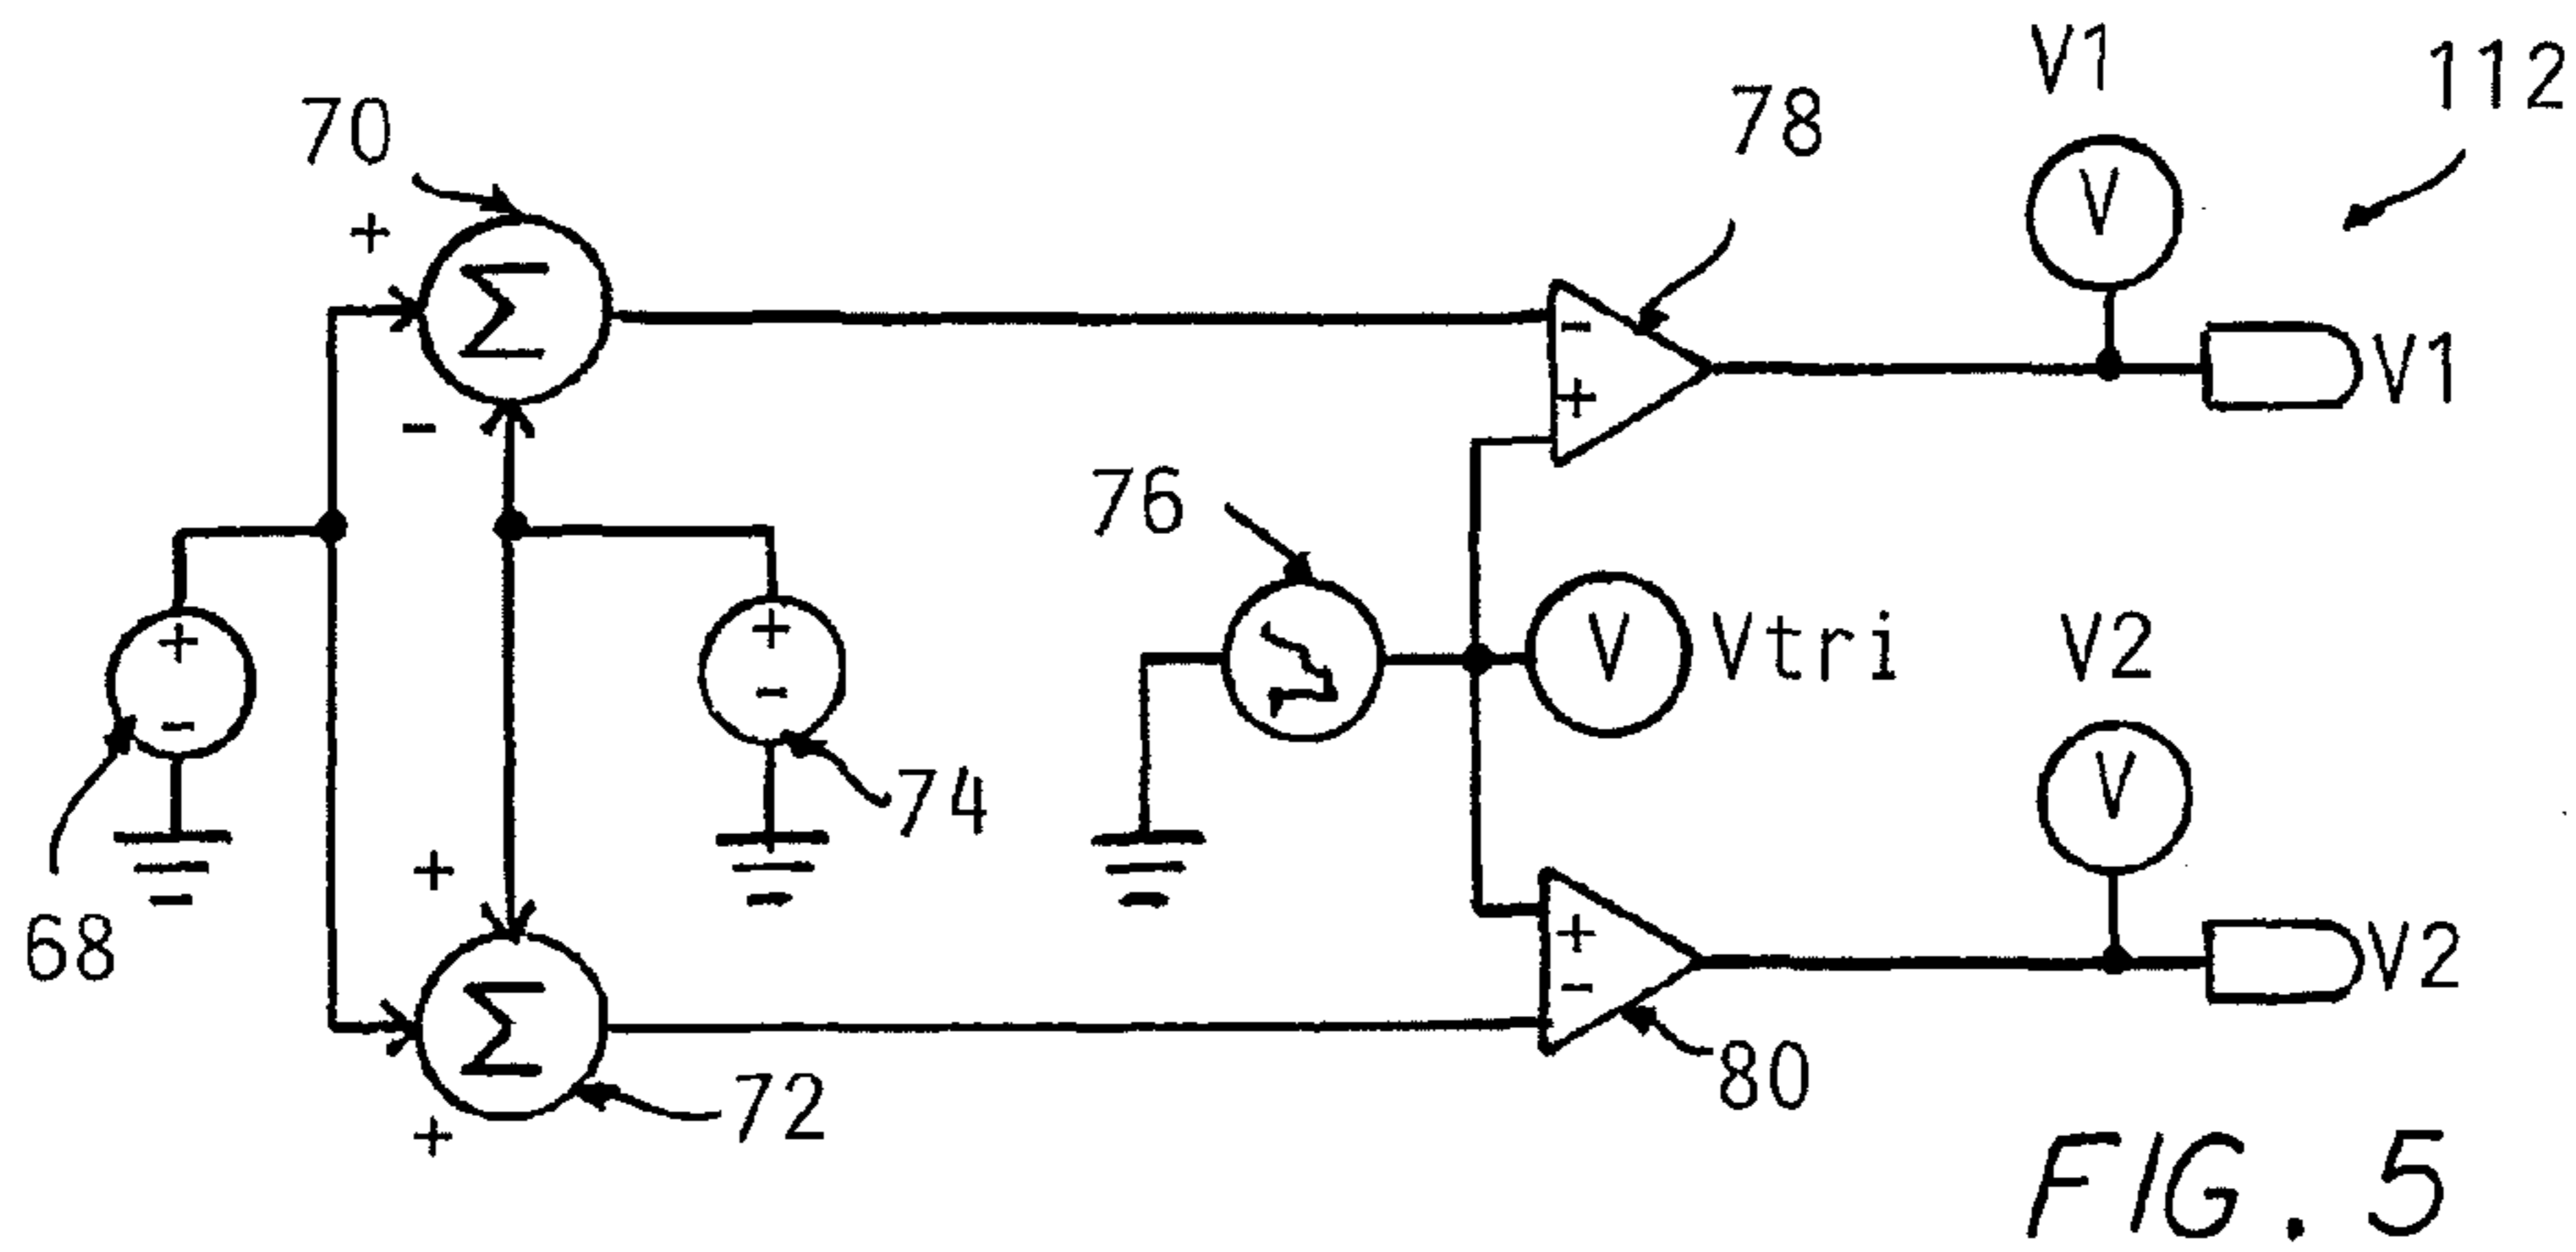 V1
112
70
78
+
Σ
V
-
+
V1
-
76
+
-
+
-
V
Vtri
V2
V
74
68
+
+
-
V2
Σ
72
80
+
FIG. 5